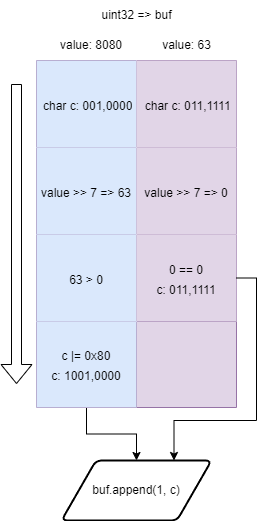 uint32 => buf
value: 8080
value: 63
char c: 001,0000
char c: 011,1111
value >> 7 => 63
value >> 7 => 0
63 > 0
0 == 0
c: 011,1111
c |= 0x80
c: 1001,0000
buf.append(1, c)